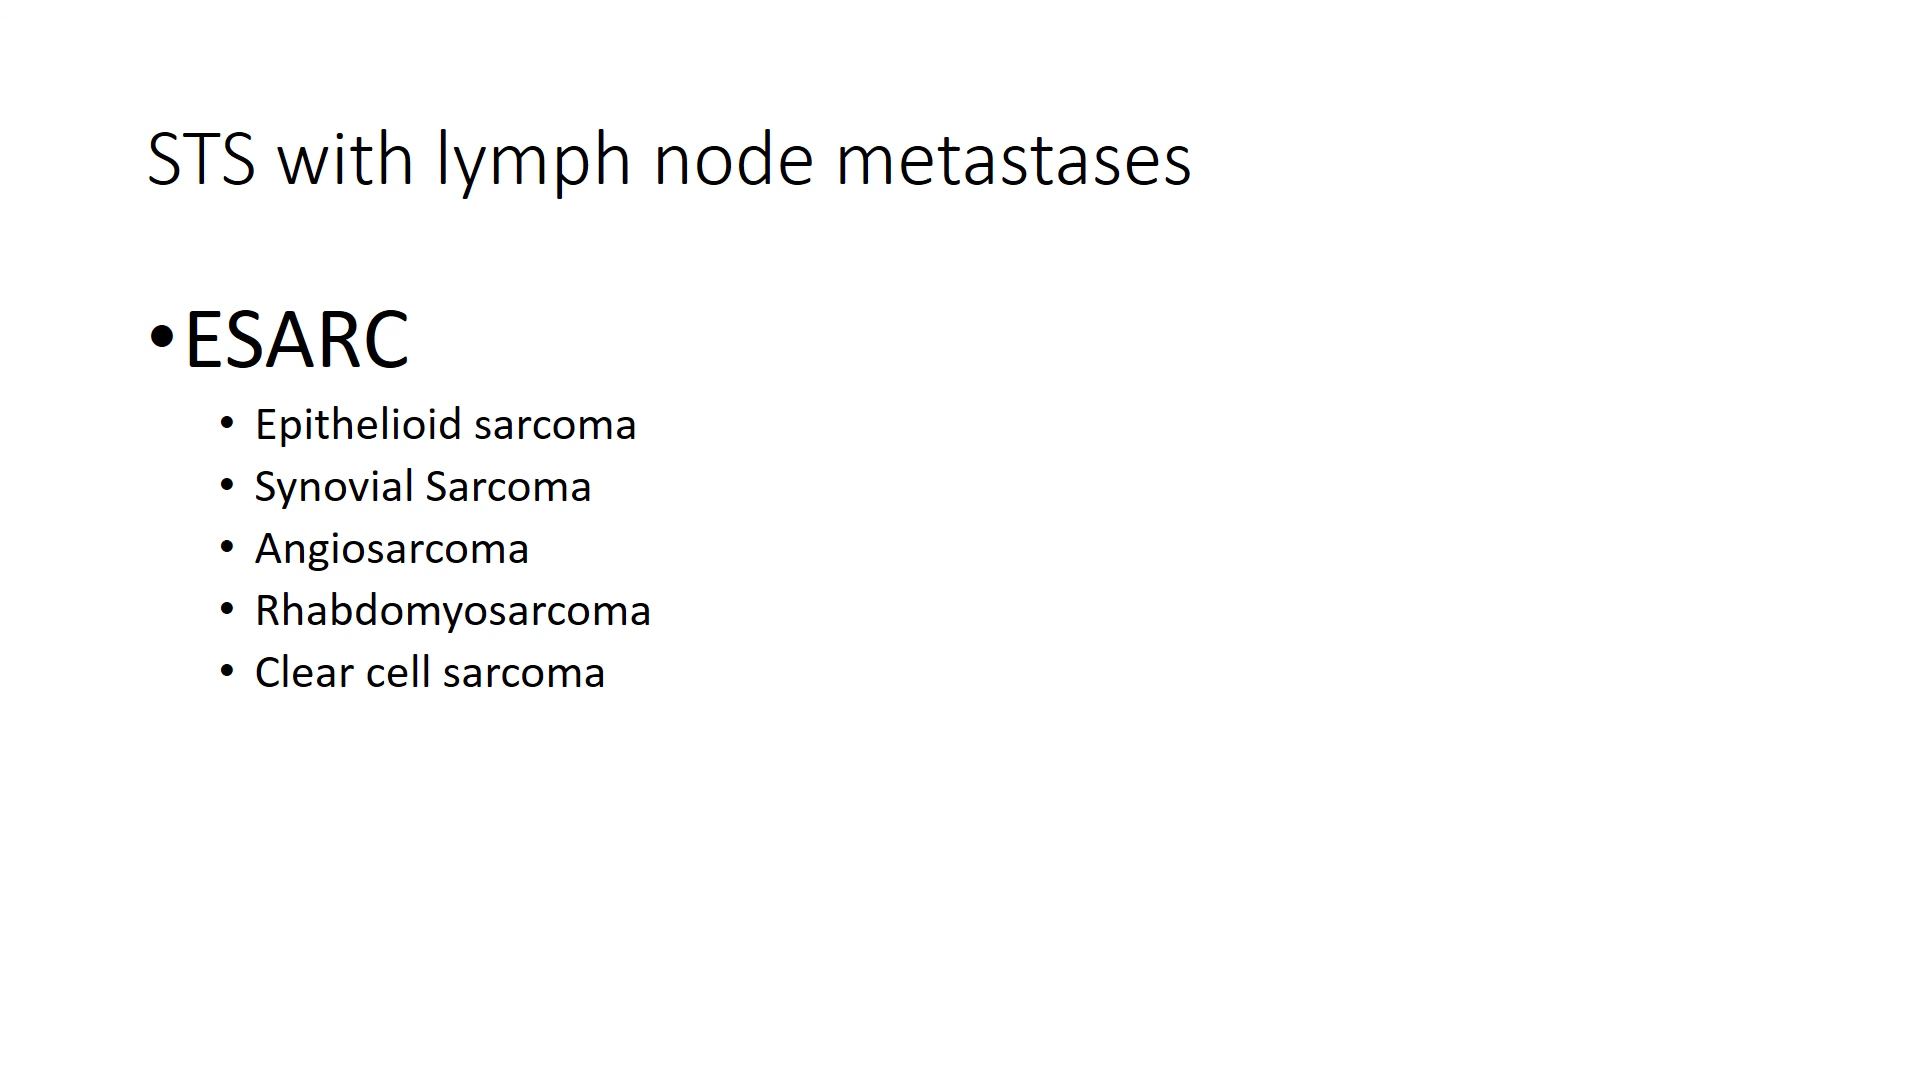 STS with lymph node metastases
•ESARC
• Epithelioid sarcoma
• Synovial Sarcoma
• Angiosarcoma
• Rhabdomyosarcoma
• Clear cell sarcoma